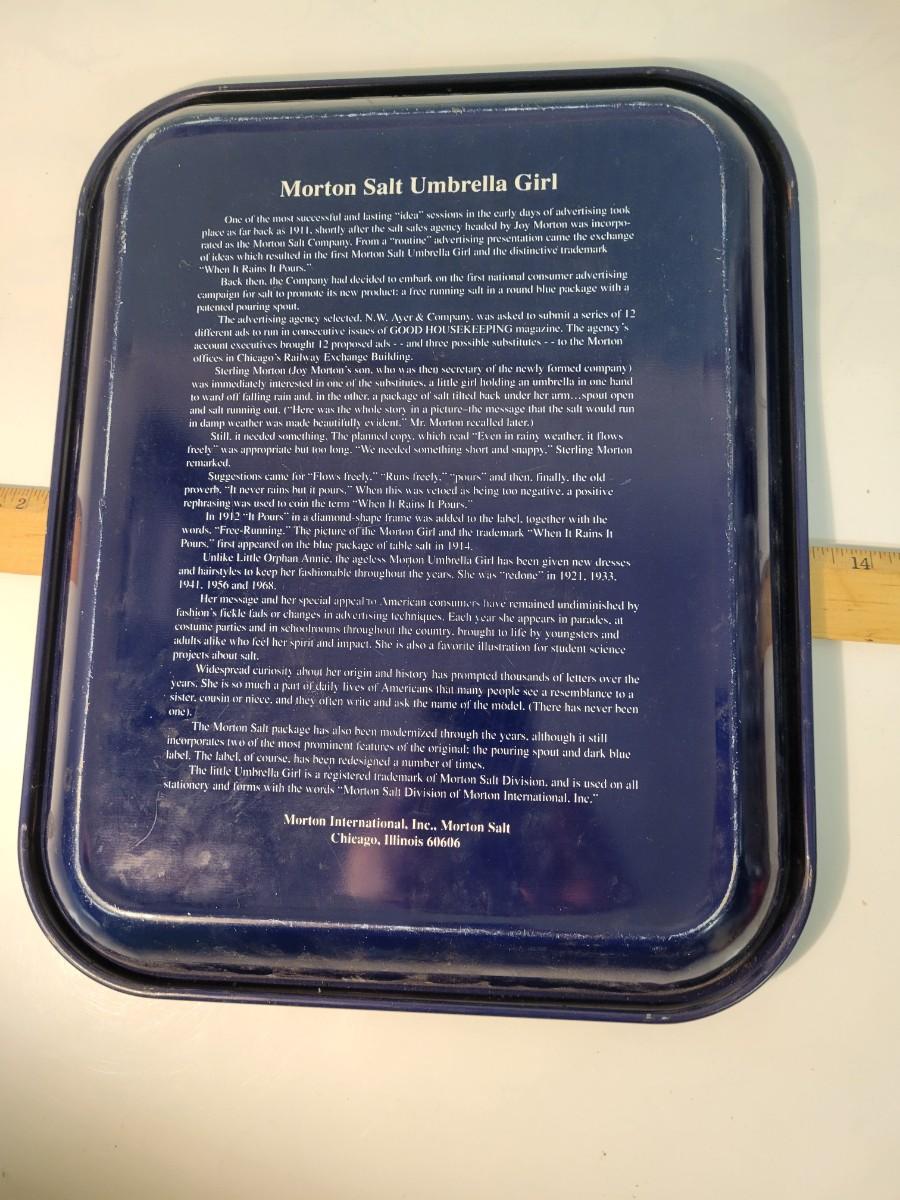 Morton Salt Umbrella Girl
One of the most successful and lasting "idea" sessions in the early days of advertising took
place as far back as 1911, shortly after the salt sales agency headed by Joy Morton was incorpo-
rated as the Morton Salt Company. From a "routine" advertising presentation came the exchange
of ideas which resulted in the first Morton Salt Umbrella Girl and the distinctive trademark
"When It Rains It Pours."
Back then, the Company had decided to embark on the first national consumer advertising
campaign for salt to promote its new product: a free running salt in a round blue package with a
patented pouring spout.
The advertising agency selected, N.W. Ayer & Company, was asked to submit a series of 12
different ads to run in consecutive issues of GOOD HOUSEKEEPING magazine. The agency's
account executives brought 12 proposed ads - - and three possible substitutes - - to the Morton
offices in Chicago's Railway Exchange Building.
Sterling Morton (Joy Morton's son, who was then secretary of the newly formed company)
was immediately interested in one of the substitutes, a little girl holding an umbrella in one hand
to ward off falling rain and, in the other, a package of salt tilted back under her arm...spout open
and salt running out. ("Here was the whole story in a picture-the message that the salt would run
in damp weather was made beautifully evident." Mr. Morton recalled later.)
Still, it needed something. The planned copy, which read "Even in rainy weather, it flows
freely" was appropriate but too long. "We needed something short and snappy," Sterling Morton
remarked.
Suggestions came for "Flows freely," "Runs freely," "pours" and then, finally, the old
proverb, "It never rains but it pours." When this was vetoed as being too negative, a positive
rephrasing was used to coin the term "When It Rains It Pours."
In 1912 "It Pours" in a diamond-shape frame was added to the label, together with the
words, "Free-Running." The picture of the Morton Girl and the trademark "When It Rains It
Pours," first appeared on the blue package of table salt in 1914.
Unlike Little Orphan Annie, the ageless Morton Umbrella Girl has been given new dresses
and hairstyles to keep her fashionable throughout the years. She was "redone" in 1921, 1933,
1941, 1956 and 1968.
Her message and her special appeal to American consumers have remained undiminished by
fashion's fickle fads or changes in advertising techniques. Each year she appears in parades, at
costume parties and in schoolrooms throughout the country, brought to life by youngsters and
adults alike who feel her spirit and impact. She is also a favorite illustration for student science
projects about salt.
Widespread curiosity about her origin and history has prompted thousands of letters over the
years. She is so much a part of daily lives of Americans that many people see a resemblance to a
sister, cousin or niece, and they often write and ask the name of the model. (There has never been
one).
The Morton Salt package has also been modernized through the years, although it still
incorporates two of the most prominent features of the original: the pouring spout and dark blue
label. The label, of course, has been redesigned a number of times.
The little Umbrella Girl is a registered trademark of Morton Salt Division, and is used on all
stationery and forms with the words "Morton Salt Division of Morton International, Inc."
Morton International, Inc., Morton Salt
Chicago, Illinois 60606
2
14